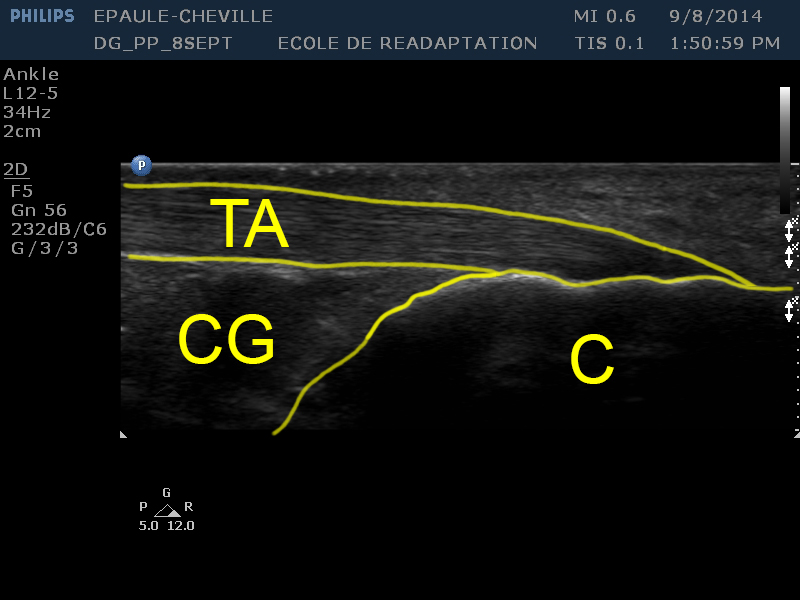 PHILIPS EPAULE-CHEVILLE MI 0.6 9/8/2014
DG_PP_8SEPT ECOLE DE READAPTATION TIS 0.1 1:50:59 PM
Ankle
L12-5
34Hz
2cm
2D
F5
Gn 56
232dB/C6
G/3/3
P
TA
CG
C
G
P R
5.0 12.0